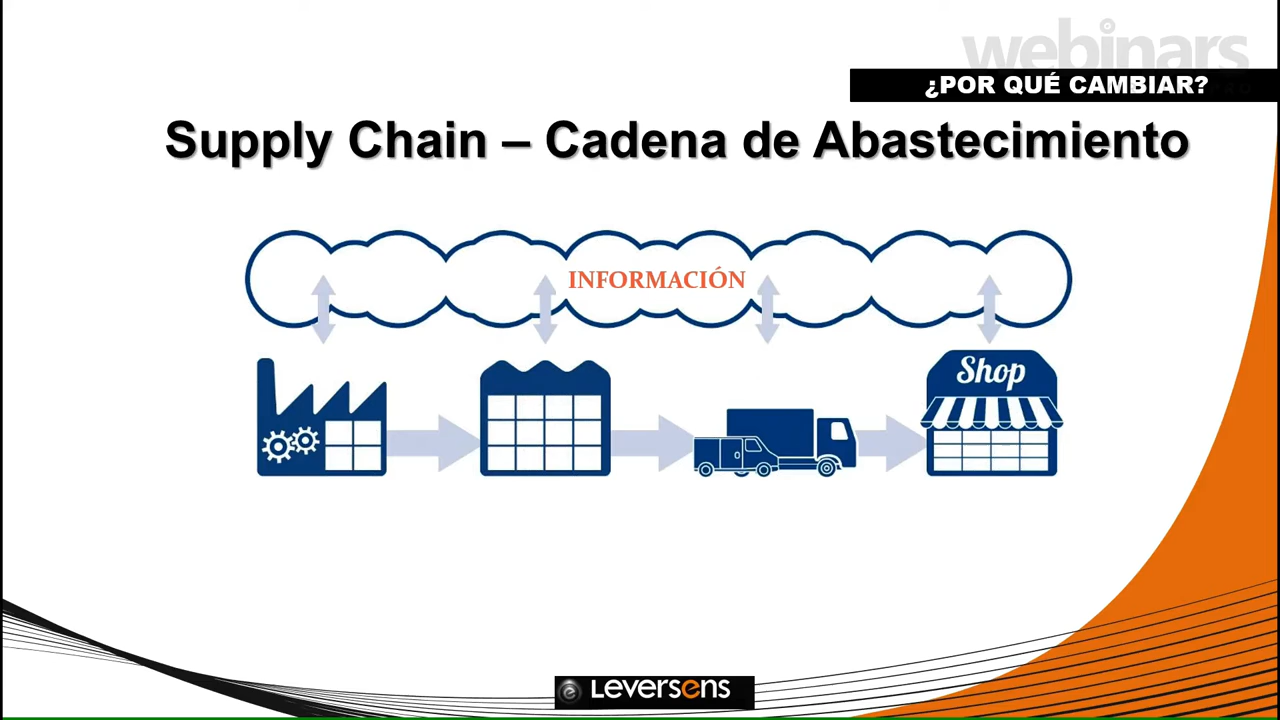 webinars
¿POR QUÉ CAMBIAR?
Supply Chain – Cadena de Abastecimiento
INFORMACIÓN
Shop
LEVERSENS